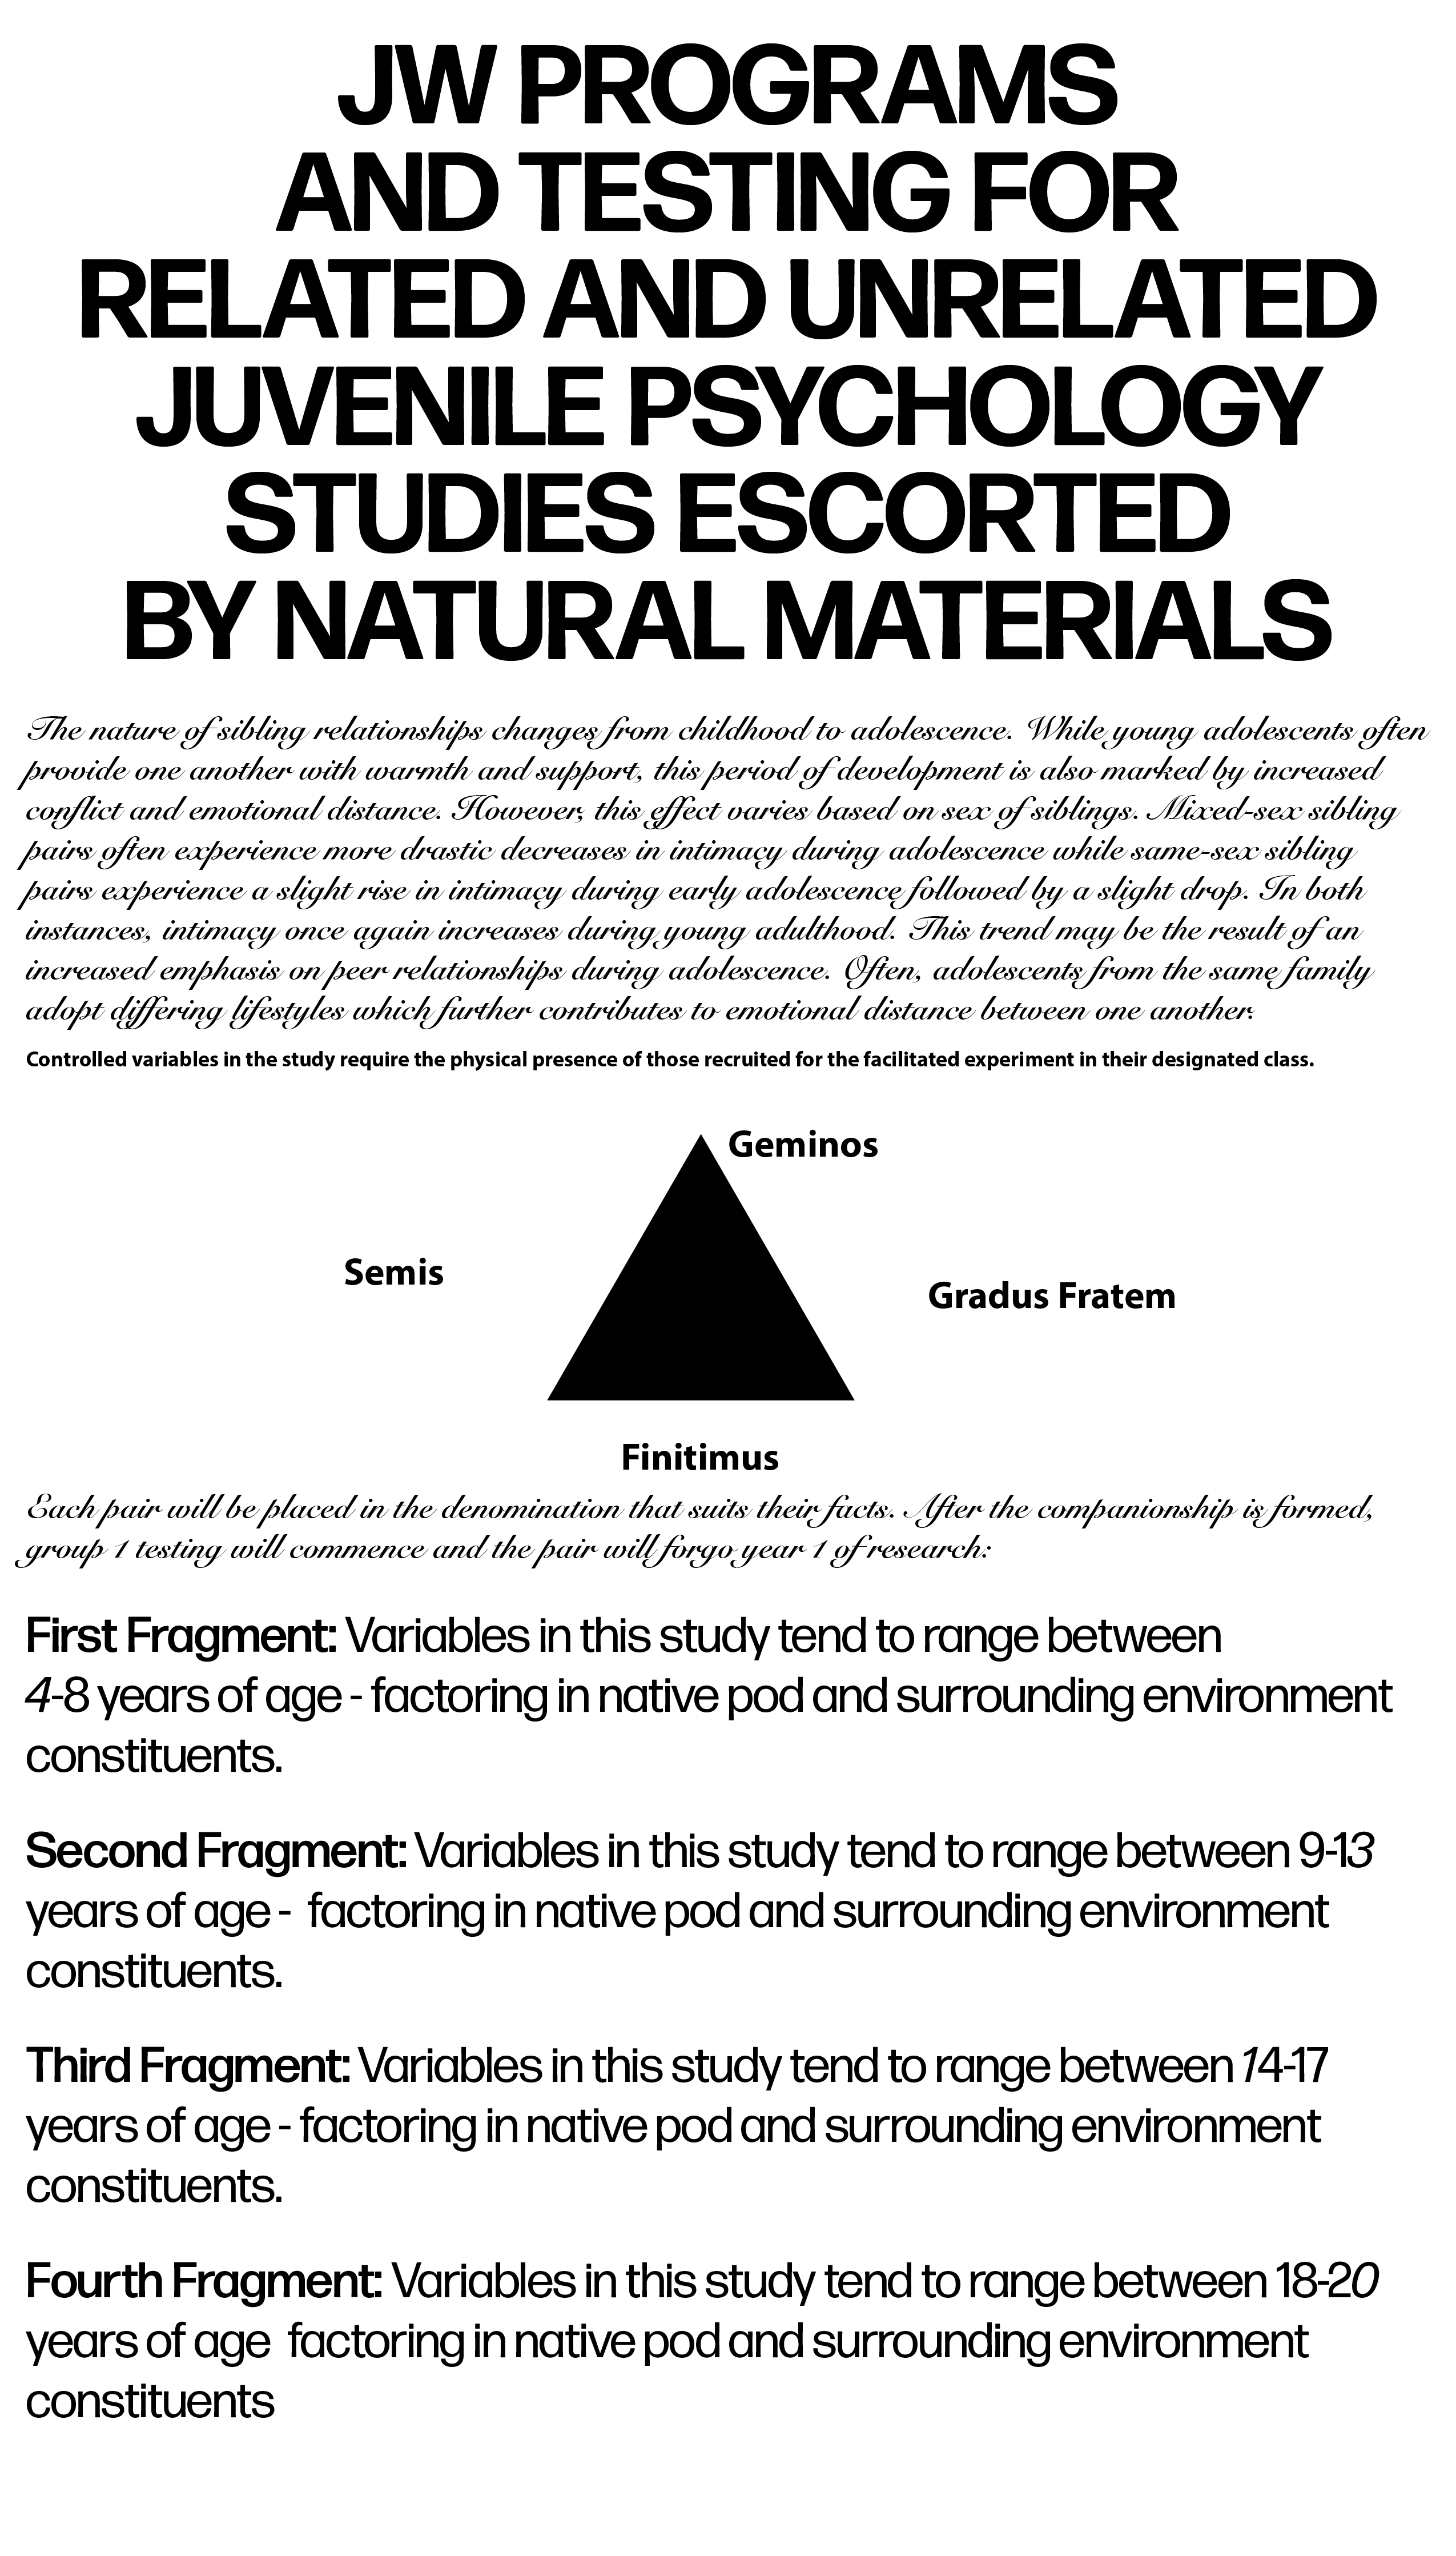 JW PROGRAMS
AND TESTING FOR
RELATED AND UNRELATED
JUVENILE PSYCHOLOGY
STUDIES ESCORTED
BY NATURAL MATERIALS
The nature of sibling relationships changes from childhood to adolescence. While young adolescents often
provide one another with warmth and support, this period of development is also marked by increased
conflict and emotional distance. However, this effect varies based on sex of siblings. Mixed-sex sibling
pairs often experience more drastic decreases in intimacy during adolescence while same-sex sibling
pairs experience a slight rise in intimacy during early adolescence followed by a slight drop. In both
instances, intimacy once again increases during young adulthood. This trend may be the result of an
increased emphasis on peer relationships during adolescence. Often, adolescents from the same family
adopt differing lifestyles which further contributes to emotional distance between one another.
Controlled variables in the study require the physical presence of those recruited for the facilitated experiment in their designated class.
Geminos
Semis
Gradus Fratem
Finitimus
Each pair will be placed in the denomination that suits their facts. After the companionship is formed,
group 1 testing will commence and the pair will forgo year 1 of research:
First Fragment: Variables in this study tend to range between
4-8 years of age - factoring in native pod and surrounding environment
constituents.
Second Fragment: Variables in this study tend to range between 9-13
years of age -  factoring in native pod and surrounding environment
constituents.
Third Fragment: Variables in this study tend to range between 14-17
years of age - factoring in native pod and surrounding environment
constituents.
Fourth Fragment: Variables in this study tend to range between 18-20
years of age  factoring in native pod and surrounding environment
constituents